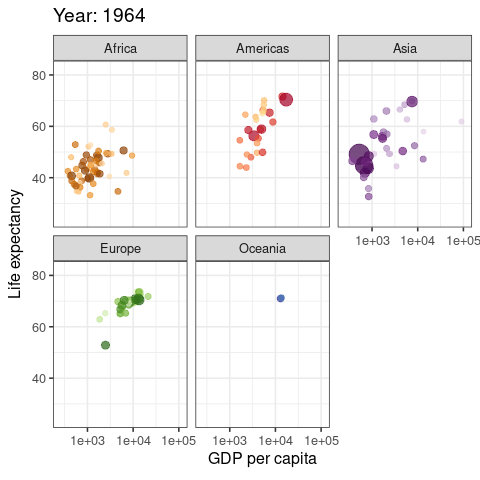 Year: 1964
Africa
Americas
Asia
80
60
40
1e+03 1e+04 1e+05
Europe
Oceania
80
60
40
1e+03 1e+04 1e+05
1e+03 1e+04 1e+05
GDP per capita
Life expectancy